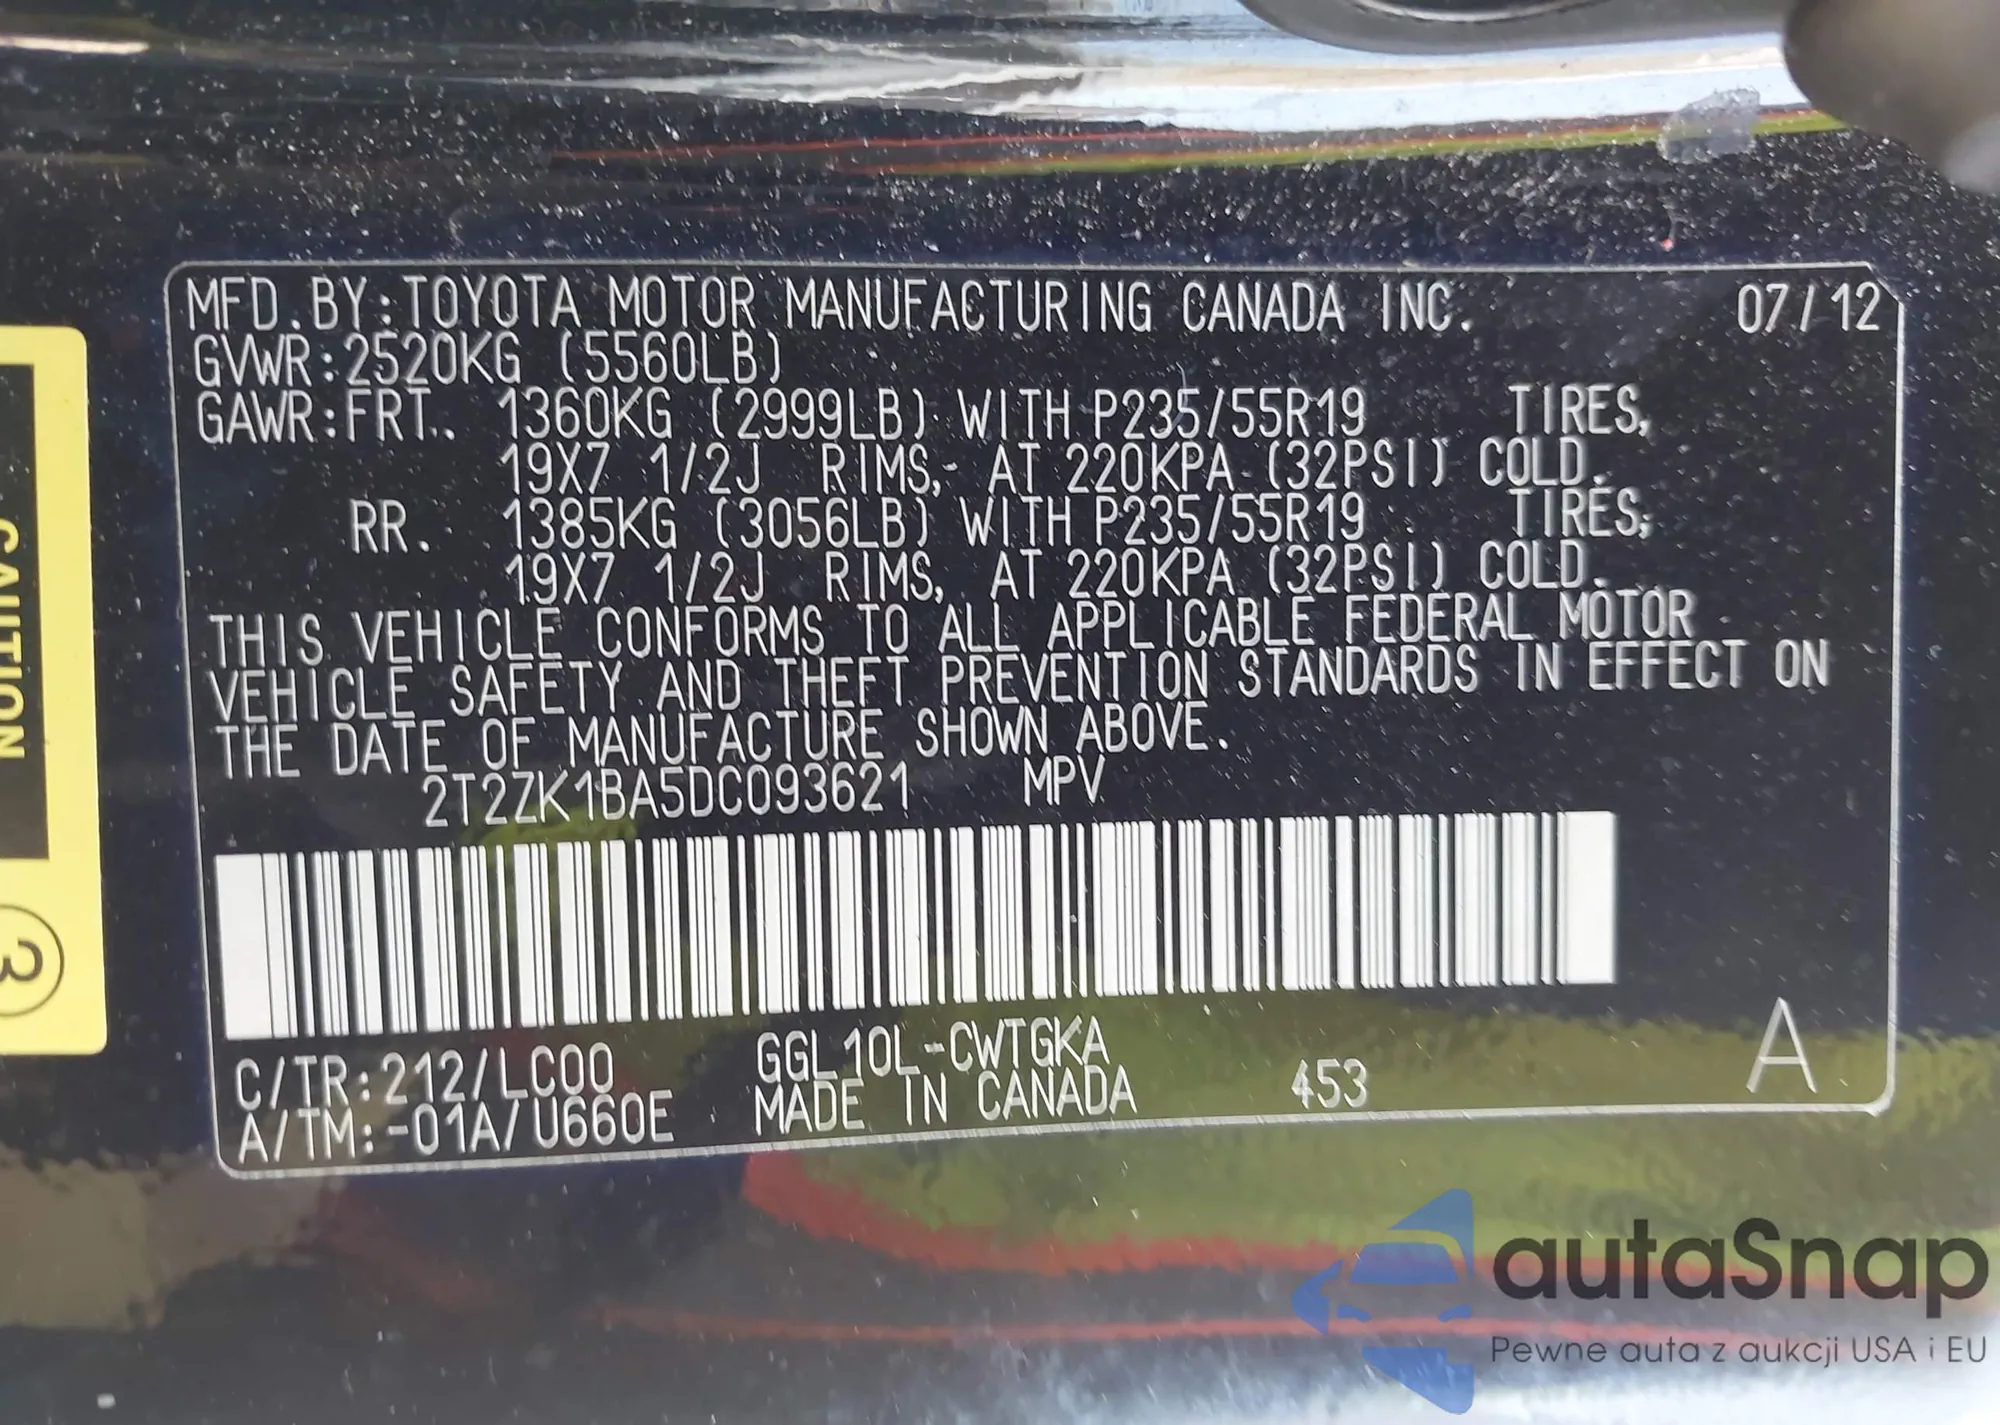 MFD.BY:TOYOTA MOTOR MANUFACTURING CANADA INC. 07/12
GVWR:2520KG (5560LB)
GAWR:FRT. 1360KG (2999LB) WITH P235/55R19 TIRES,
19X7 1/2J RIMS, AT 220KPA (32PSI) COLD.
RR. 1385KG (3056LB) WITH P235/55R19 TIRES,
19X7 1/2J RIMS, AT 220KPA (32PSI) COLD.
THIS VEHICLE CONFORMS TO ALL APPLICABLE FEDERAL MOTOR
VEHICLE SAFETY AND THEFT PREVENTION STANDARDS IN EFFECT ON
THE DATE OF MANUFACTURE SHOWN ABOVE.
2T2ZK1BA5DC093621 MPV
C/TR:212/LC00 GGL10L-CWTGKA
A/TM:-01A/U660E MADE IN CANADA 453 A
CAUTION
3
autaSnap
Pewne auta z aukcji USA i EU